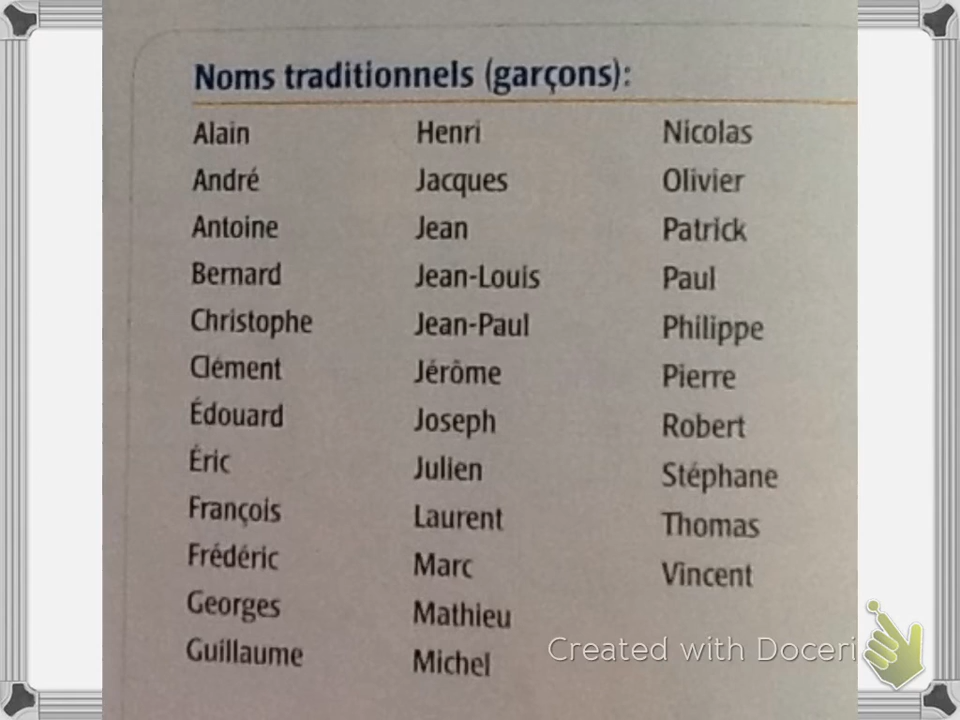 Noms traditionnels (garçons):
Alain
André
Antoine
Bernard
Christophe
Clément
Édouard
Éric
François
Frédéric
Georges
Guillaume
Henri
Jacques
Jean
Jean-Louis
Jean-Paul
Jérôme
Joseph
Julien
Laurent
Marc
Mathieu
Michel
Nicolas
Olivier
Patrick
Paul
Philippe
Pierre
Robert
Stéphane
Thomas
Vincent
Created with Doceri